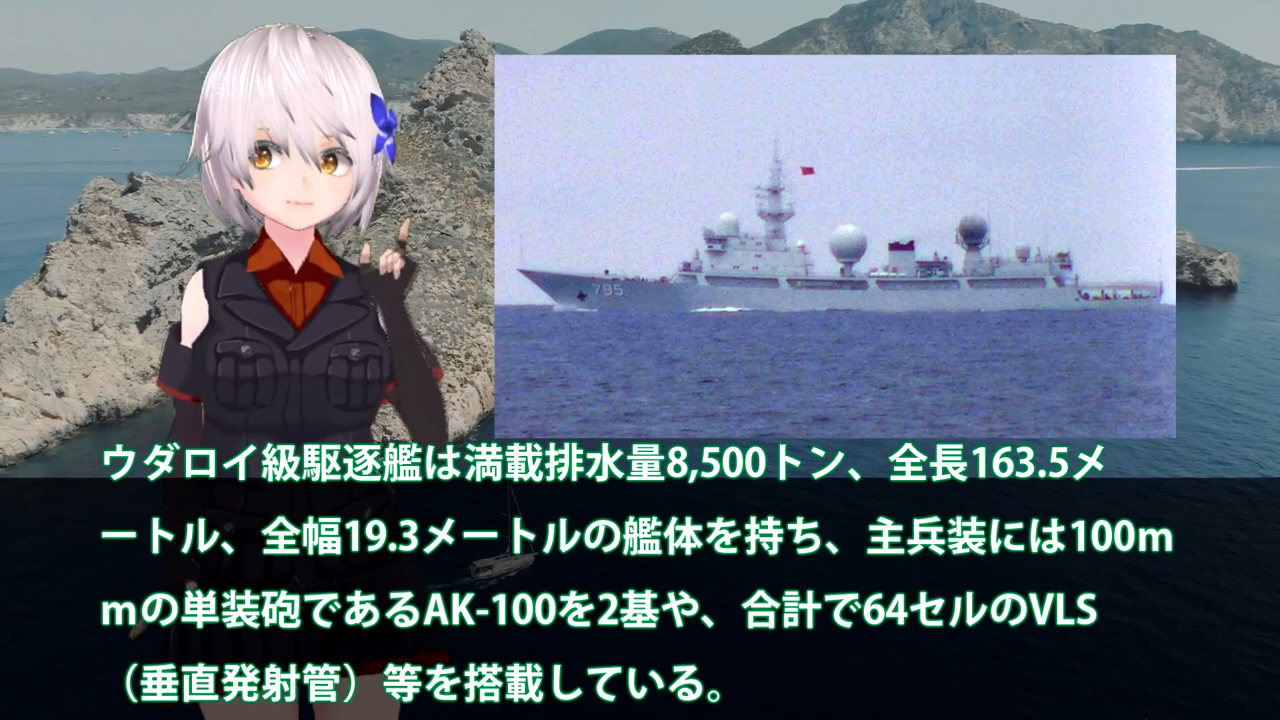 795
ウダロイ級駆逐艦は満載排水量8,500トン、全長163.5メ
ートル、全幅19.3メートルの艦体を持ち、主兵装には100m
mの単装砲であるAK-100を2基や、合計で64セルのVLS
（垂直発射管）等を搭載している。